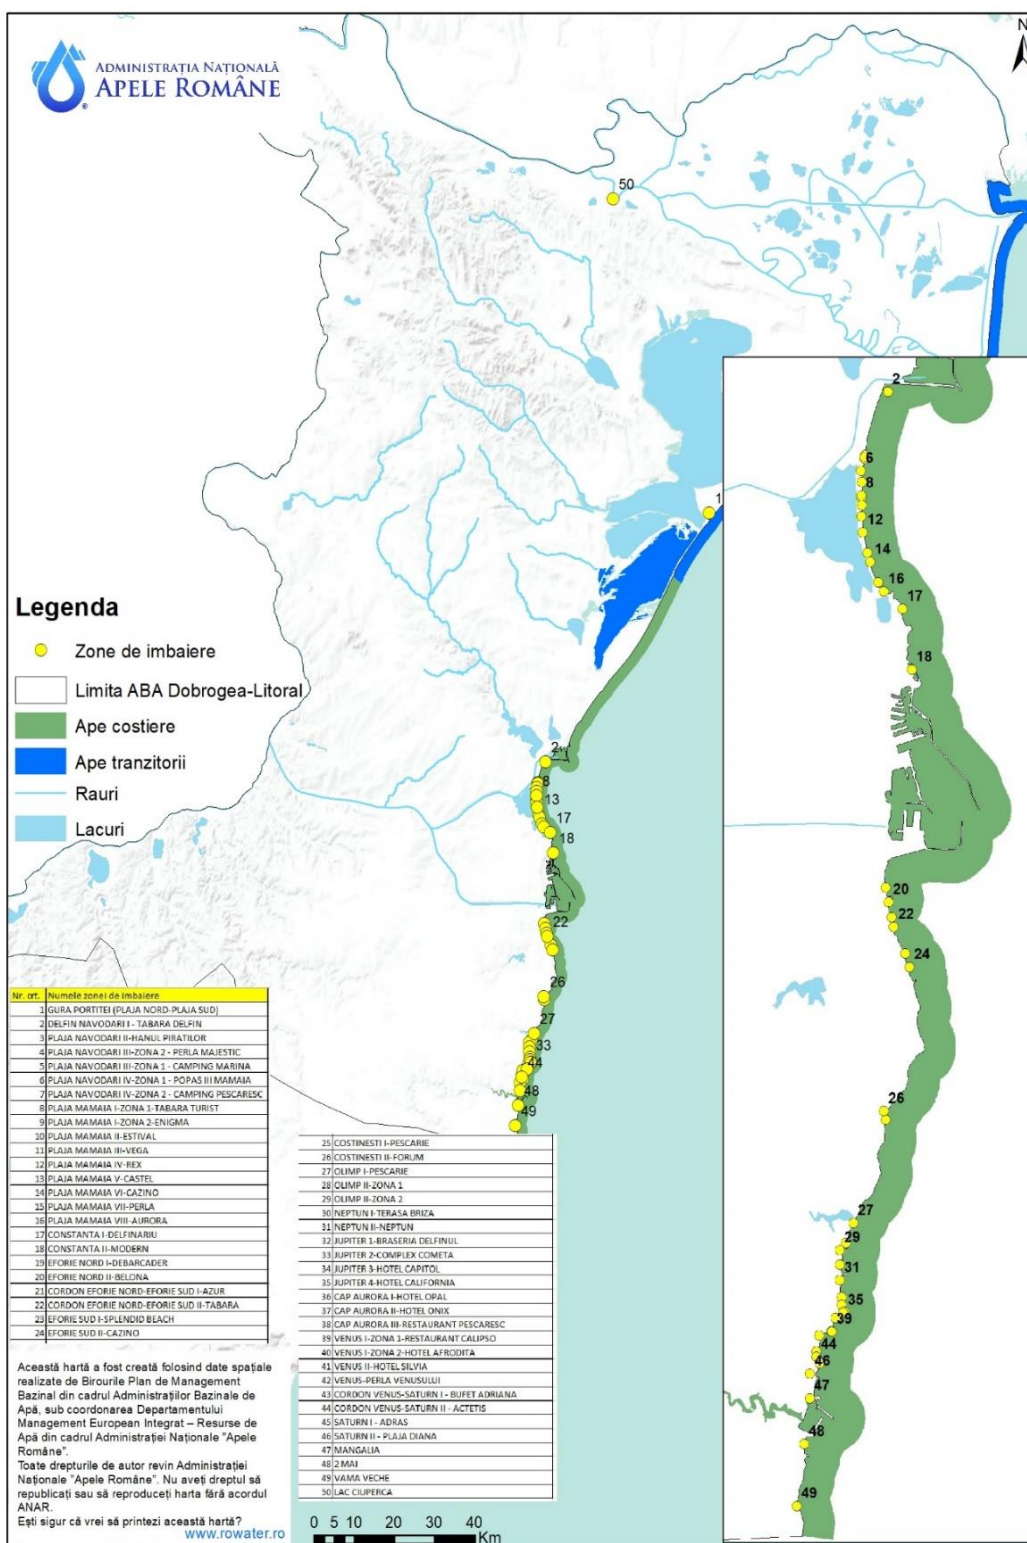 ADMINISTRAȚIA NAȚIONALĂ
APELE ROMÂNE
®
N
50
1
2
8
13
17
18
22
26
27
33
44
48
49
2
6
8
12
14
16
17
18
20
22
24
26
27
29
31
35
39
44
46
47
48
49
Legenda
Zone de imbaiere
Limita ABA Dobrogea-Litoral
Ape costiere
Ape tranzitorii
Rauri
Lacuri
Nr. crt. Numele zonei de imbaiere
1 GURA PORTITEI (PLAJA NORD-PLAJA SUD)
2 DELFIN NAVODARI I - TABARA DELFIN
3 PLAJA NAVODARI II-HANUL PIRATILOR
4 PLAJA NAVODARI III-ZONA 2 - PERLA MAJESTIC
5 PLAJA NAVODARI III-ZONA 1 - CAMPING MARINA
6 PLAJA NAVODARI IV-ZONA 1 - POPAS III MAMAIA
7 PLAJA NAVODARI IV-ZONA 2 - CAMPING PESCARESC
8 PLAJA MAMAIA I-ZONA 1-TABARA TURIST
9 PLAJA MAMAIA I-ZONA 2-ENIGMA
10 PLAJA MAMAIA II-ESTIVAL
11 PLAJA MAMAIA III-VEGA
12 PLAJA MAMAIA IV-REX
13 PLAJA MAMAIA V-CASTEL
14 PLAJA MAMAIA VI-CAZINO
15 PLAJA MAMAIA VII-PERLA
16 PLAJA MAMAIA VIII-AURORA
17 CONSTANTA I-DELFINARIU
18 CONSTANTA II-MODERN
19 EFORIE NORD I-DEBARCADER
20 EFORIE NORD II-BELONA
21 CORDON EFORIE NORD-EFORIE SUD I-AZUR
22 CORDON EFORIE NORD-EFORIE SUD II-TABARA
23 EFORIE SUD I-SPLENDID BEACH
24 EFORIE SUD II-CAZINO
25 COSTINESTI I-PESCARIE
26 COSTINESTI II-FORUM
27 OLIMP I-PESCARIE
28 OLIMP II-ZONA 1
29 OLIMP II-ZONA 2
30 NEPTUN I-TERASA BRIZA
31 NEPTUN II-NEPTUN
32 JUPITER 1-BRASERIA DELFINUL
33 JUPITER 2-COMPLEX COMETA
34 JUPITER 3-HOTEL CAPITOL
35 JUPITER 4-HOTEL CALIFORNIA
36 CAP AURORA I-HOTEL OPAL
37 CAP AURORA II-HOTEL ONIX
38 CAP AURORA III-RESTAURANT PESCARESC
39 VENUS I-ZONA 1-RESTAURANT CALIPSO
40 VENUS I-ZONA 2-HOTEL AFRODITA
41 VENUS II-HOTEL SILVIA
42 VENUS-PERLA VENUSULUI
43 CORDON VENUS-SATURN I - BUFET ADRIANA
44 CORDON VENUS-SATURN II - ACTETIS
45 SATURN I - ADRAS
46 SATURN II - PLAJA DIANA
47 MANGALIA
48 2 MAI
49 VAMA VECHE
50 LAC CIUPERCA
Această hartă a fost creată folosind date spațiale
realizate de Birourile Plan de Management
Bazinal din cadrul Administrațiilor Bazinale de
Apă, sub coordonarea Departamentului
Management European Integrat – Resurse de
Apă din cadrul Administrației Naționale "Apele
Române".
Toate drepturile de autor revin Administrației
Naționale "Apele Române". Nu aveți dreptul să
republicați sau să reproduceți harta fără acordul
ANAR.
Ești sigur că vrei să printezi această hartă?
www.rowater.ro
0 5 10 20 30 40
Km